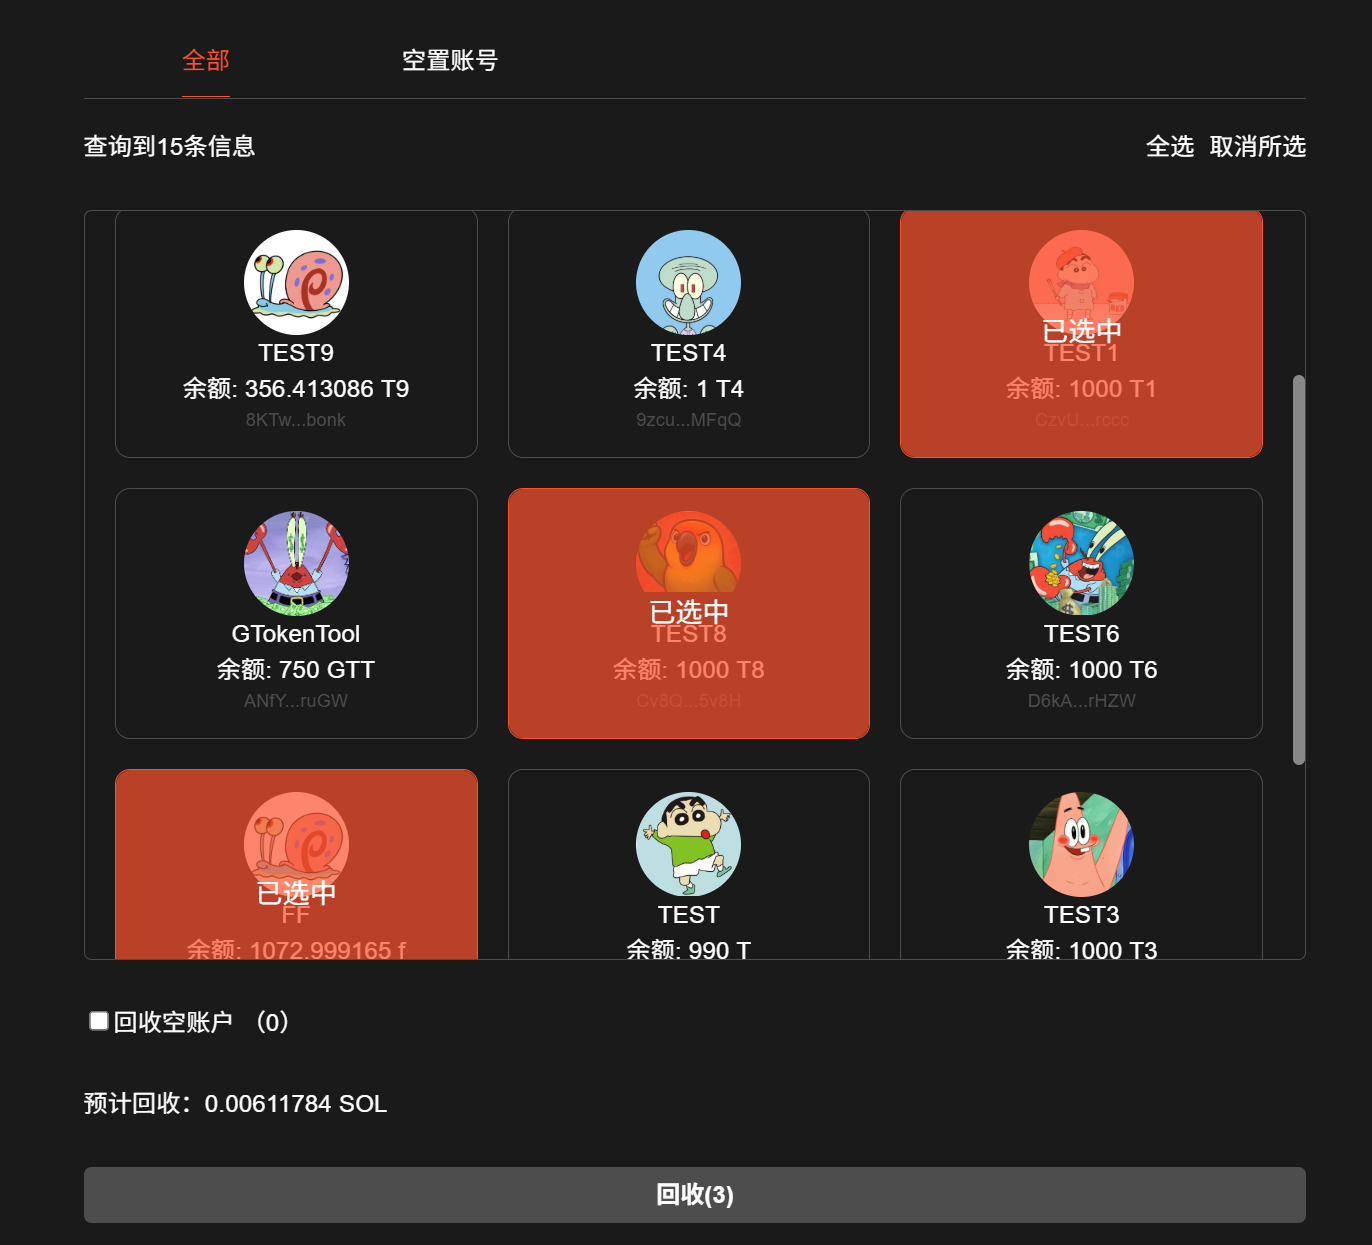 全部 空置账号
查询到15条信息 全选 取消所选
TEST9
余额: 356.413086 T9
8KTw...bonk
TEST4
余额: 1 T4
9zcu...MFqQ
已选中
TEST1
余额: 1000 T1
CzvU...rccc
GTokenTool
余额: 750 GTT
ANfY...ruGW
已选中
TEST8
余额: 1000 T8
Cv8Q...5v8H
TEST6
余额: 1000 T6
D6kA...rHZW
已选中
FF
余额: 1072.999165 f
TEST
余额: 990 T
TEST3
余额: 1000 T3
回收空账户 （0）
预计回收：0.00611784 SOL
回收(3)